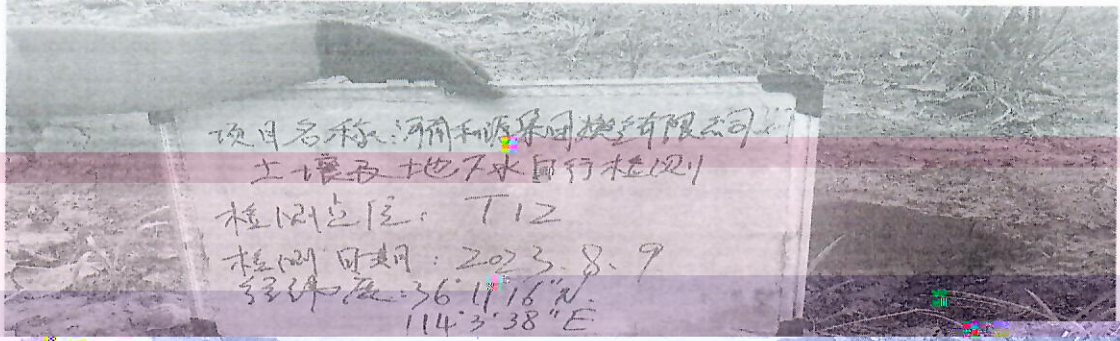 项目名称:河南利源集团燃气有限公司
土壤及地下水自行检测
检测点位: T12
检测日期: 2023.8.9
经纬度:36°11'16"N.
114°3'38"E